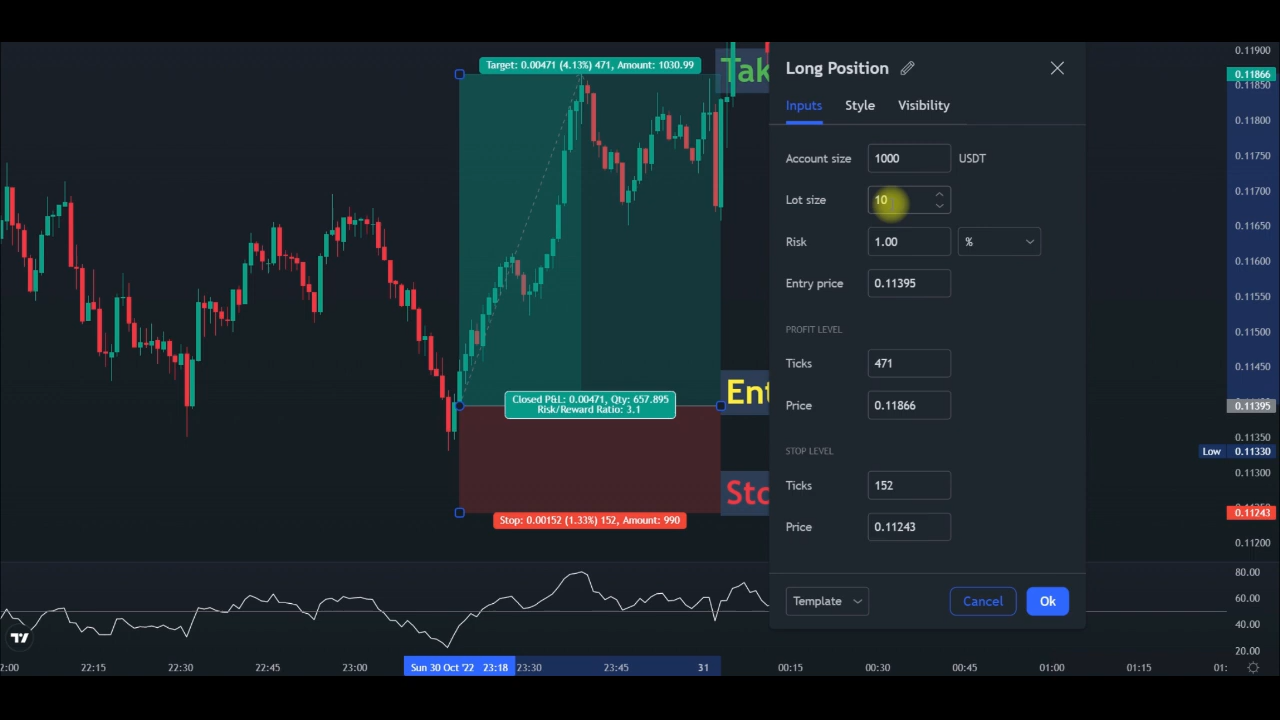 Target: 0.00471 (4.13%) 471, Amount: 1030.99
Tak
Closed P&L: 0.00471, Qty: 657.895
Risk/Reward Ratio: 3.1
Ent
Sto
Stop: 0.00152 (1.33%) 152, Amount: 990
Long Position
Inputs Style Visibility
Account size 1000 USDT
Lot size 10
Risk 1.00 %
Entry price 0.11395
PROFIT LEVEL
Ticks 471
Price 0.11866
STOP LEVEL
Ticks 152
Price 0.11243
Template Cancel Ok
0.11900
0.11866
0.11850
0.11800
0.11750
0.11700
0.11650
0.11600
0.11550
0.11500
0.11450
0.11395
0.11350
Low 0.11330
0.11300
0.11243
0.11200
80.00
60.00
40.00
20.00
2:00 22:15 22:30 22:45 23:00 Sun 30 Oct '22 23:18 23:30 23:45 31 00:15 00:30 00:45 01:00 01:15 01: